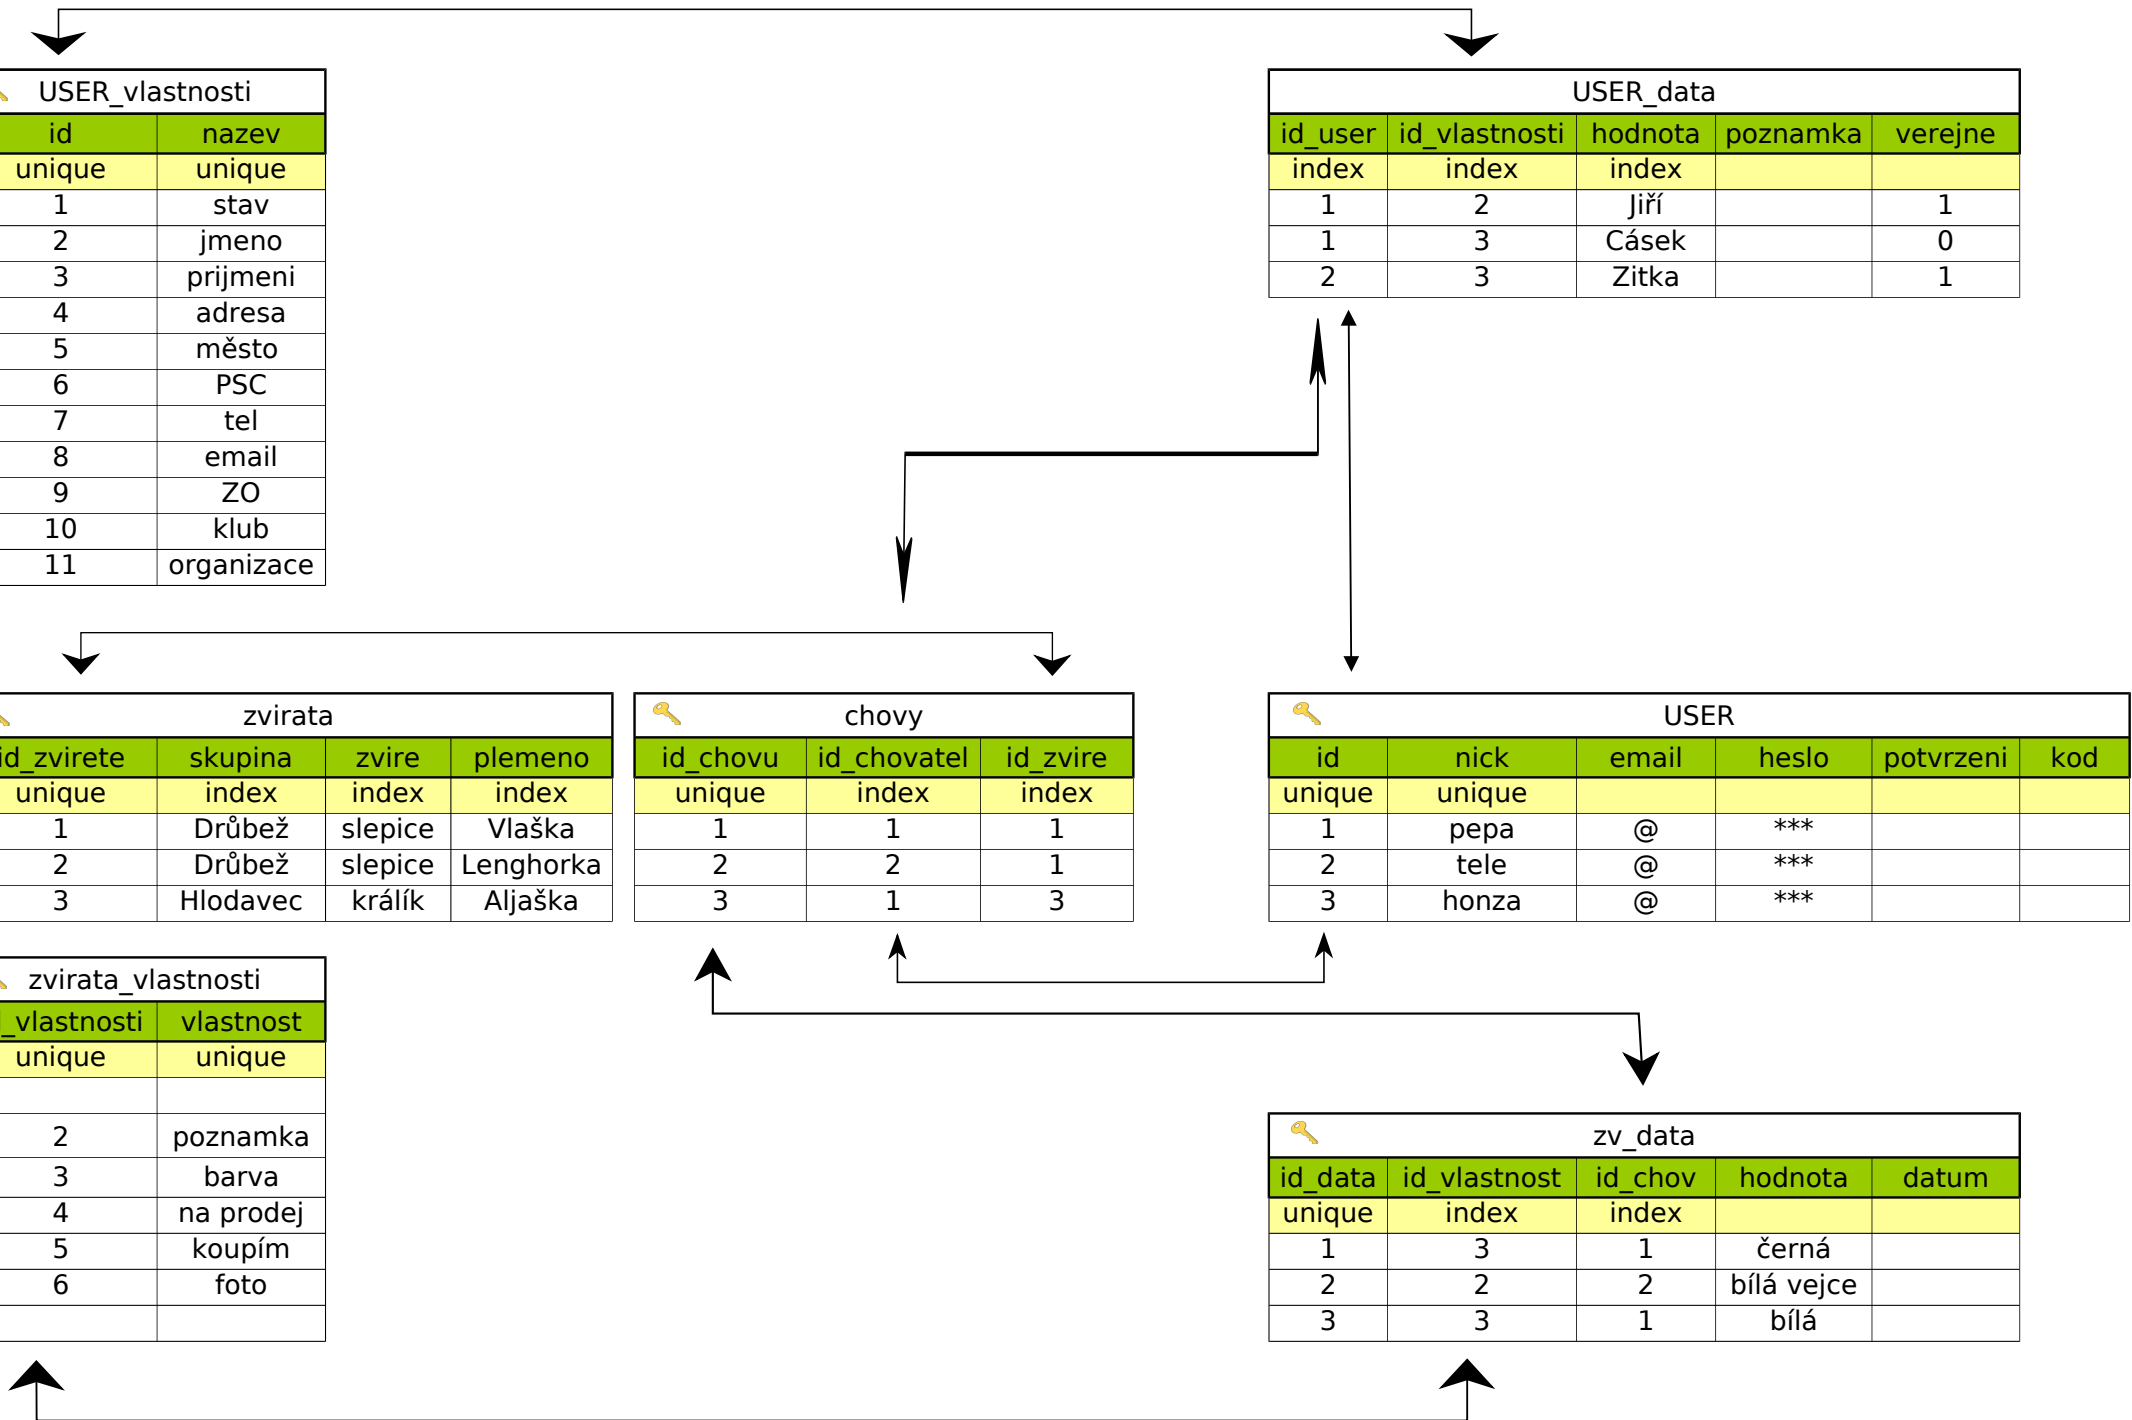 USER_vlastnosti
id nazev
unique unique
1 stav
2 jmeno
3 prijmeni
4 adresa
5 město
6 PSC
7 tel
8 email
9 ZO
10 klub
11 organizace
USER_data
id_user id_vlastnosti hodnota poznamka verejne
index index index
1 2 Jiří 1
1 3 Cásek 0
2 3 Zitka 1
zvirata
id_zvirete skupina zvire plemeno
unique index index index
1 Drůbež slepice Vlaška
2 Drůbež slepice Lenghorka
3 Hlodavec králík Aljaška
chovy
id_chovu id_chovatel id_zvire
unique index index
1 1 1
2 2 1
3 1 3
USER
id nick email heslo potvrzeni kod
unique unique
1 pepa @ ***
2 tele @ ***
3 honza @ ***
zvirata_vlastnosti
_vlastnosti vlastnost
unique unique
2 poznamka
3 barva
4 na prodej
5 koupím
6 foto
zv_data
id_data id_vlastnost id_chov hodnota datum
unique index index
1 3 1 černá
2 2 2 bílá vejce
3 3 1 bílá